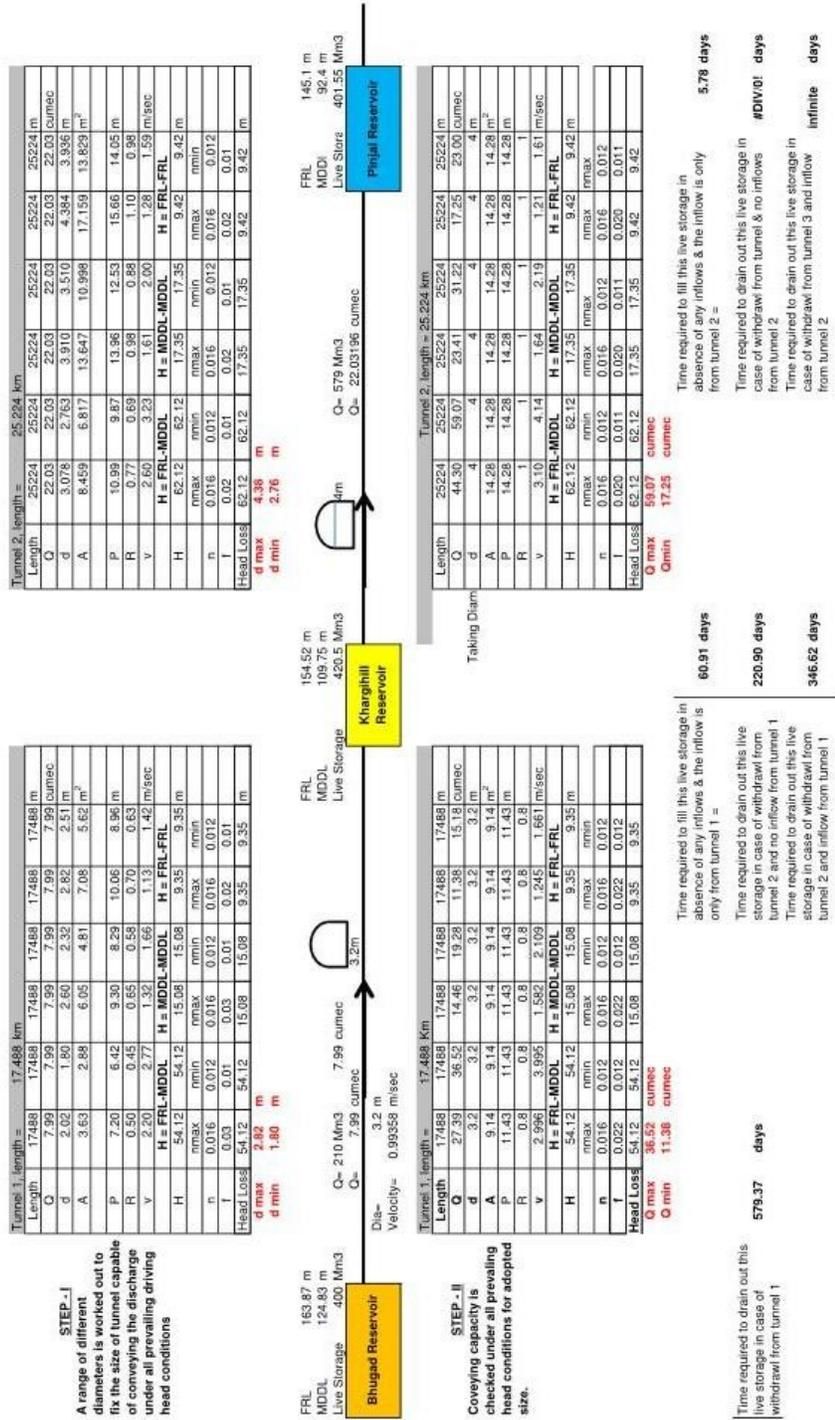 STEP - I
A range of different
diameters is worked out to
fix the size of tunnel capable
of conveying the discharge
under all prevailing driving
head conditions
Tunnel 1, length = 17.488 km
Length 17488 17488 17488 17488 17488 17488 m
Q 7.99 7.99 7.99 7.99 7.99 7.99 cumec
d 2.02 1.80 2.60 2.32 2.82 2.51 m
A 3.63 2.88 6.05 4.81 7.08 5.62 m²
P 7.20 6.42 9.30 8.29 10.06 8.96 m
R 0.50 0.45 0.65 0.58 0.70 0.63
v 2.20 2.77 1.32 1.66 1.13 1.42 m/sec
H = FRL-MDDL H = MDDL-MDDL H = FRL-FRL
H 54.12 54.12 15.08 15.08 9.35 9.35 m
nmax nmin nmax nmin nmax nmin
n 0.016 0.012 0.016 0.012 0.016 0.012
f 0.03 0.01 0.03 0.01 0.02 0.01
Head Loss 54.12 54.12 15.08 15.08 9.35 9.35
d max 2.82 m
d min 1.80 m
Tunnel 2, length = 25.224 km
Length 25224 25224 25224 25224 25224 25224 m
Q 22.03 22.03 22.03 22.03 22.03 22.03 cumec
d 3.078 2.763 3.910 3.510 4.384 3.936 m
A 8.459 6.817 13.647 10.998 17.159 13.829 m²
P 10.99 9.87 13.96 12.53 15.66 14.05 m
R 0.77 0.69 0.98 0.88 1.10 0.98
v 2.60 3.23 1.61 2.00 1.28 1.59 m/sec
H = FRL-MDDL H = MDDL-MDDL H = FRL-FRL
H 62.12 62.12 17.35 17.35 9.42 9.42 m
nmax nmin nmax nmin nmax nmin
n 0.016 0.012 0.016 0.012 0.016 0.012
f 0.02 0.01 0.02 0.01 0.02 0.01
Head Loss 62.12 62.12 17.35 17.35 9.42 9.42 m
d max 4.38 m
d min 2.76 m
FRL 163.87 m
MDDL 124.83 m
Live Storage 400 Mm3
Bhugad Reservoir
Q= 210 Mm3
Q= 7.99 cumec 7.99 cumec
Dia= 3.2 m
Velocity= 0.99358 m/sec
3.2m
FRL 154.52 m
MDDL 109.75 m
Live Storage 420.5 Mm3
Khargihill
Reservoir
4m
Q= 579 Mm3
Q= 22.03196 cumec
FRL 145.1 m
MDDl 92.4 m
Live Stora 401.55 Mm3
Pinjal Reservoir
STEP - II
Coveying capacity is
checked under all prevaling
head conditions for adopted
size.
Tunnel 1, length = 17.488 Km
Length 17488 17488 17488 17488 17488 17488 m
Q 27.39 36.52 14.46 19.28 11.38 15.18 cumec
d 3.2 3.2 3.2 3.2 3.2 3.2 m
A 9.14 9.14 9.14 9.14 9.14 9.14 m²
P 11.43 11.43 11.43 11.43 11.43 11.43 m
R 0.8 0.8 0.8 0.8 0.8 0.8
v 2.996 3.995 1.582 2.109 1.245 1.661 m/sec
H = FRL-MDDL H = MDDL-MDDL H = FRL-FRL
H 54.12 54.12 15.08 15.08 9.35 9.35 m
nmax nmin nmax nmin nmax nmin
n 0.016 0.012 0.016 0.012 0.016 0.012
f 0.022 0.012 0.022 0.012 0.022 0.012
Head Loss 54.12 54.12 15.08 15.08 9.35 9.35
Q max 36.52 cumec
Q min 11.38 cumec
Taking Diam
Tunnel 2, length = 25.224 km
Length 25224 25224 25224 25224 25224 25224 m
Q 44.30 59.07 23.41 31.22 17.25 23.00 cumec
d 4 4 4 4 4 4 m
A 14.28 14.28 14.28 14.28 14.28 14.28 m²
P 14.28 14.28 14.28 14.28 14.28 14.28 m
R 1 1 1 1 1 1
v 3.10 4.14 1.64 2.19 1.21 1.61 m/sec
H = FRL-MDDL H = MDDL-MDDL H = FRL-FRL
H 62.12 62.12 17.35 17.35 9.42 9.42 m
nmax nmin nmax nmin nmax nmin
n 0.016 0.012 0.016 0.012 0.016 0.012
f 0.020 0.011 0.020 0.011 0.020 0.011
Head Loss 62.12 62.12 17.35 17.35 9.42 9.42
Q max 59.07 cumec
Qmin 17.25 cumec
Time required to drain out this
live storage in case of
withdrawl from tunnel 1
579.37 days
Time required to fill this live storage in
absence of any inflows & the inflow is
only from tunnel 1 =
60.91 days
Time required to drain out this live
storage in case of withdrawl from
tunnel 2 and no inflow from tunnel 1
220.90 days
Time required to drain out this live
storage in case of withdrawl from
tunnel 2 and inflow from tunnel 1
346.62 days
Time required to fill this live storage in
absence of any inflows & the inflow is only
from tunnel 2 =
5.78 days
Time required to drain out this live storage in
case of withdrawl from tunnel & no inflows
from tunnel 2
#DIV/0! days
Time required to drain out this live storage in
case of withdrawl from tunnel 3 and inflow
from tunnel 2
infinite days